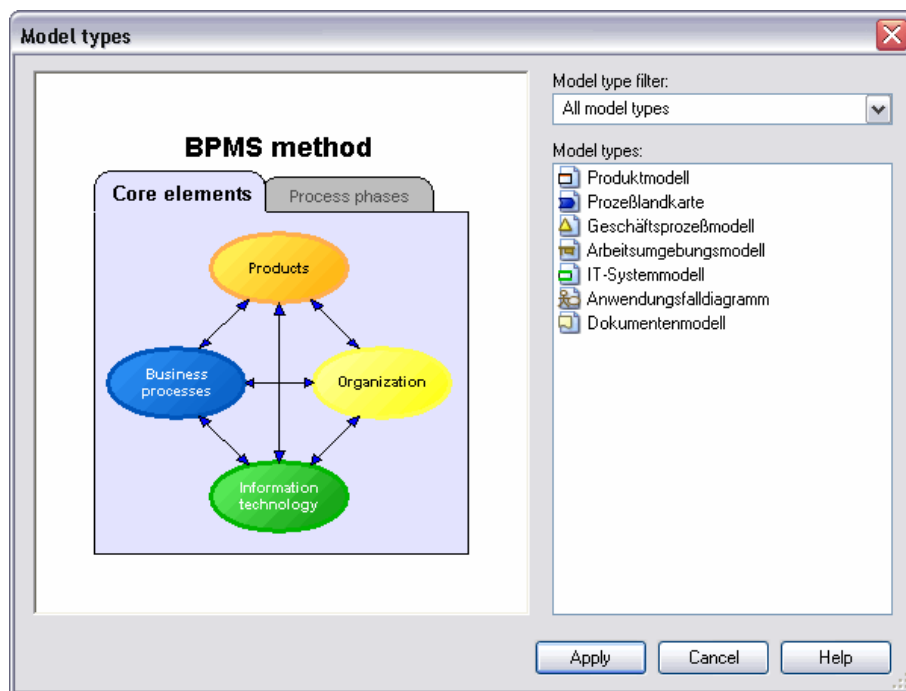 Model types
BPMS method
Core elements
Process phases
Products
Business
processes
Organization
Information
technology
Model type filter:
All model types
Model types:
Produktmodell
Prozeßlandkarte
Geschäftsprozeßmodell
Arbeitsumgebungsmodell
IT-Systemmodell
Anwendungsfalldiagramm
Dokumentenmodell
Apply
Cancel
Help